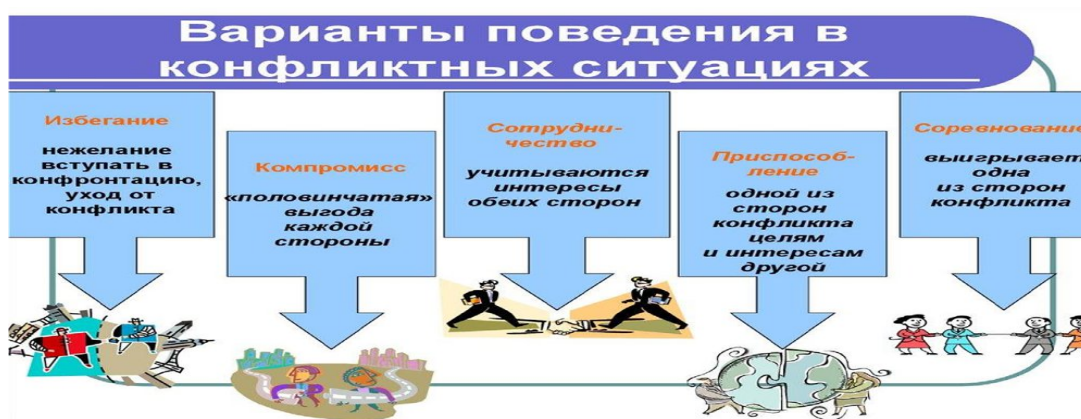 Варианты поведения в
конфликтных ситуациях
Избегание
нежелание
вступать в
конфронтацию,
уход от
конфликта
Компромисс
«половинчатая»
выгода
каждой
стороны
Сотрудни-
чество
учитываются
интересы
обеих сторон
Приспособ-
ление
одной из
сторон
конфликта
целям
и интересам
другой
Соревнование
выигрывает
одна
из сторон
конфликта